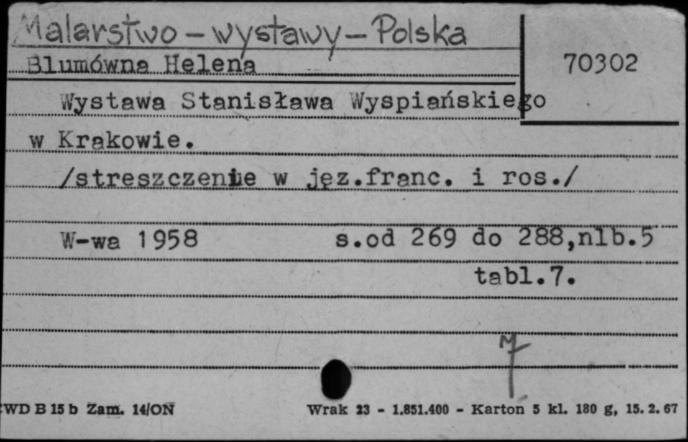 Malarstwo – wystawy – Polska
Blumówna Helena
70302
Wystawa Stanisława Wyspiańskiego
w Krakowie.
/streszczenie w jęz.franc. i ros./
W-wa 1958 s.od 269 do 288,nlb.5
tabl.7.
WD B 15 b Zam. 14/ON Wrak 23 - 1.851.400 - Karton 5 kl. 180 g, 15. 2. 67